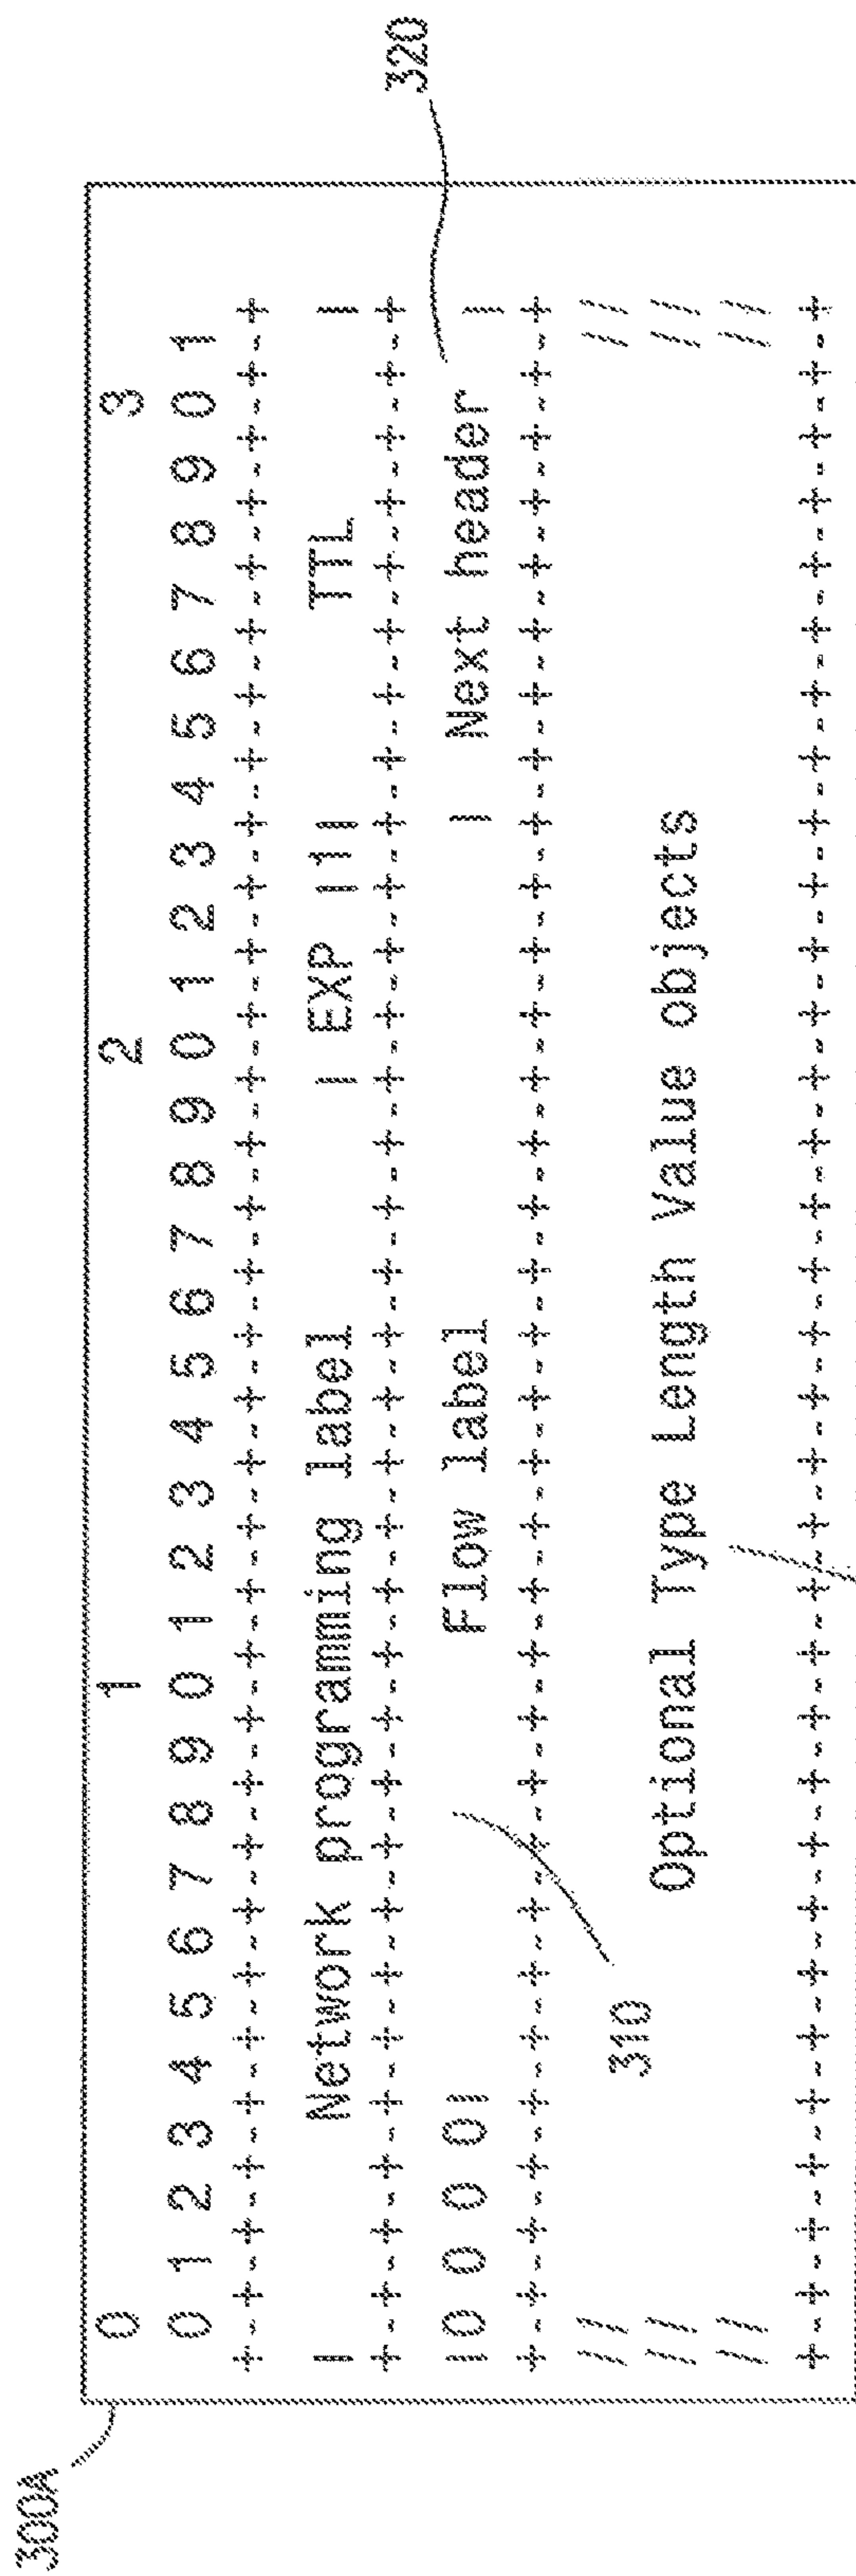 300A
320
0 1 2 3
0 1 2 3 4 5 6 7 8 9 0 1 2 3 4 5 6 7 8 9 0 1 2 3 4 5 6 7 8 9 0 1
+-+-+-+-+-+-+-+-+-+-+-+-+-+-+-+-+-+-+-+-+-+-+-+-+-+-+-+-+-+-+-+-+
| Network programming label | EXP |1| TTL |
+-+-+-+-+-+-+-+-+-+-+-+-+-+-+-+-+-+-+-+-+-+-+-+-+-+-+-+-+-+-+-+-+
|0 0 0 0| Flow label | Next header |
+-+-+-+-+-+-+-+-+-+-+-+-+-+-+-+-+-+-+-+-+-+-+-+-+-+-+-+-+-+-+-+-+
// //
// Optional Type Length Value objects //
// //
+-+-+-+-+-+-+-+-+-+-+-+-+-+-+-+-+-+-+-+-+-+-+-+-+-+-+-+-+-+-+-+-+
310